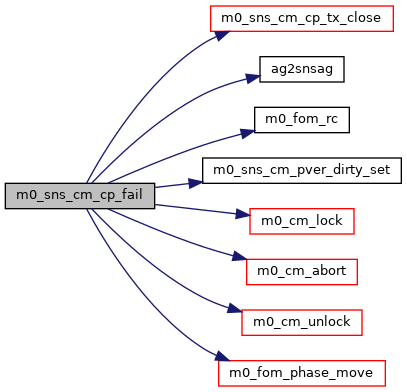 m0_sns_cm_cp_tx_close
ag2snsag
m0_fom_rc
m0_sns_cm_pver_dirty_set
m0_sns_cm_cp_fail
m0_cm_lock
m0_cm_abort
m0_cm_unlock
m0_fom_phase_move